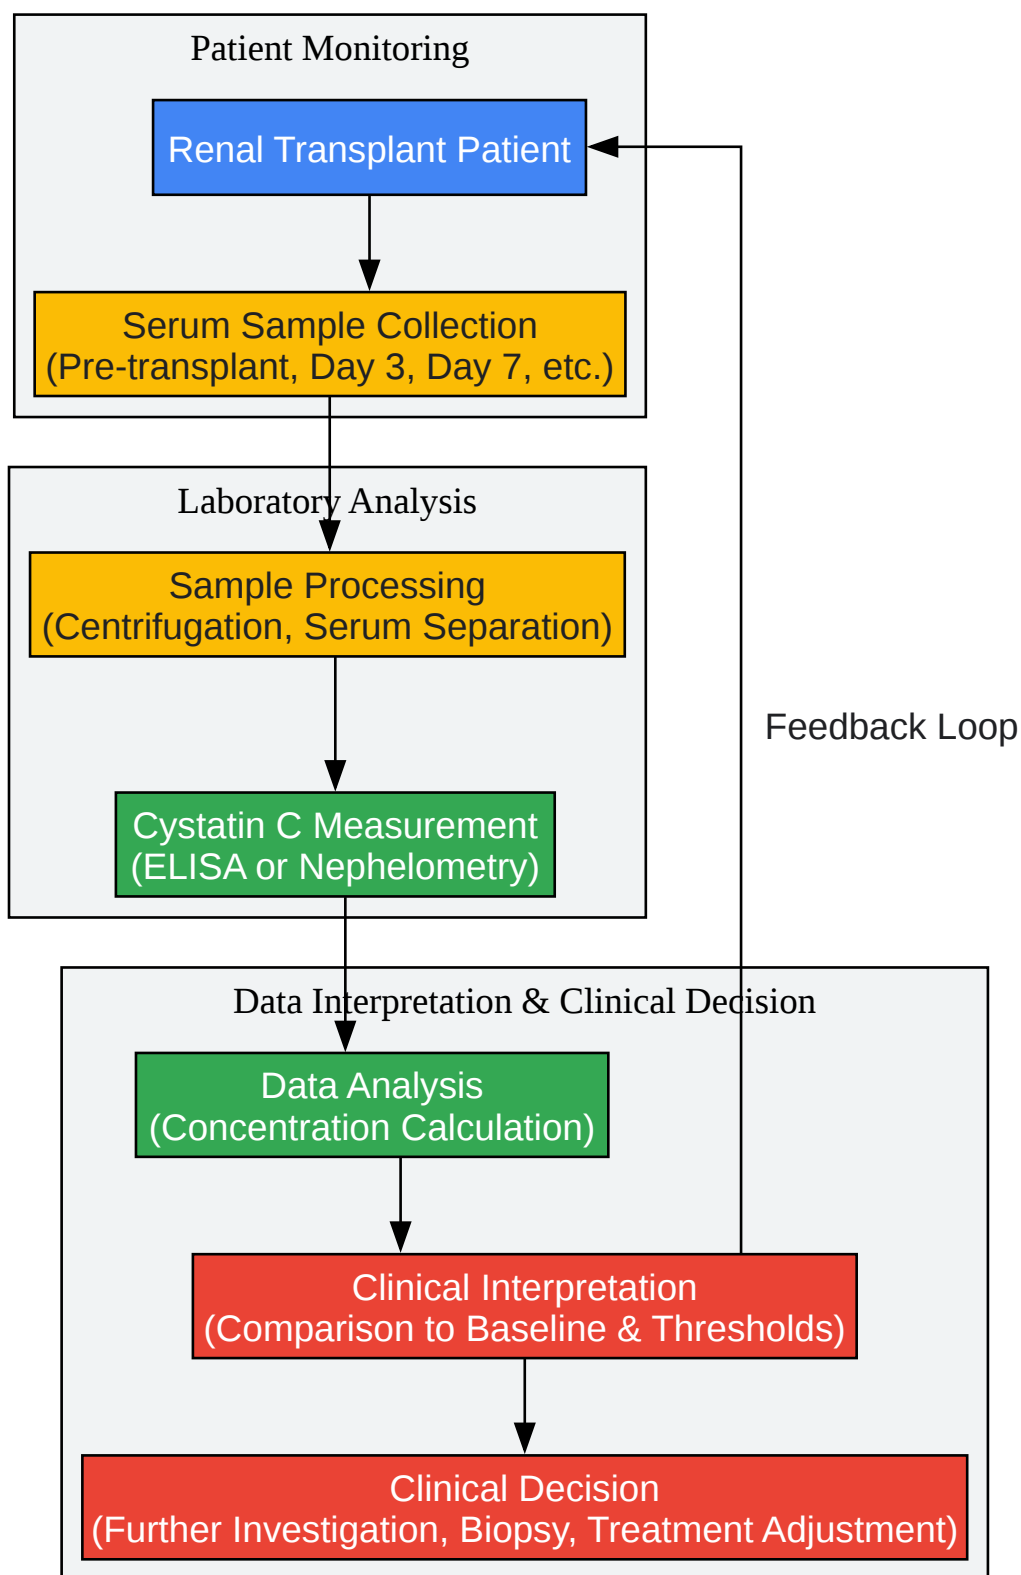 Patient Monitoring
Renal Transplant Patient
Serum Sample Collection
(Pre-transplant, Day 3, Day 7, etc.)
Laboratory Analysis
Sample Processing
(Centrifugation, Serum Separation)
Feedback Loop
Cystatin C Measurement
(ELISA or Nephelometry)
Data Interpretation & Clinical Decision
Data Analysis
(Concentration Calculation)
Clinical Interpretation
(Comparison to Baseline & Thresholds)
Clinical Decision
(Further Investigation, Biopsy, Treatment Adjustment)